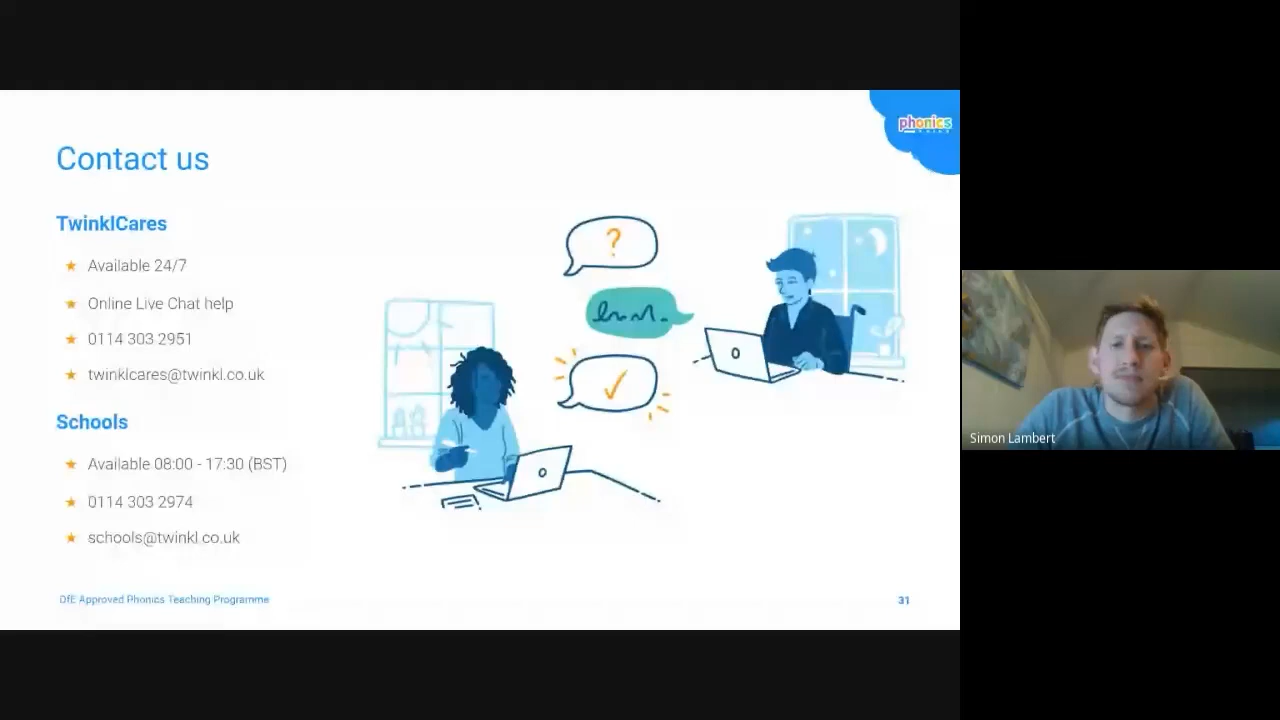 phonics
Contact us
TwinklCares
Available 24/7
Online Live Chat help
0114 303 2951
twinklcares@twinkl.co.uk
?
Schools
Available 08:00 - 17:30 (BST)
0114 303 2974
schools@twinkl.co.uk
DfE Approved Phonics Teaching Programme
31
Simon Lambert